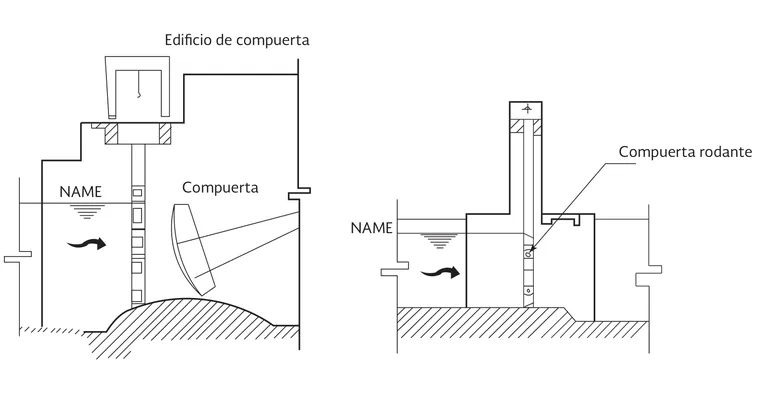 Edificio de compuerta
NAME
Compuerta
Compuerta rodante
NAME